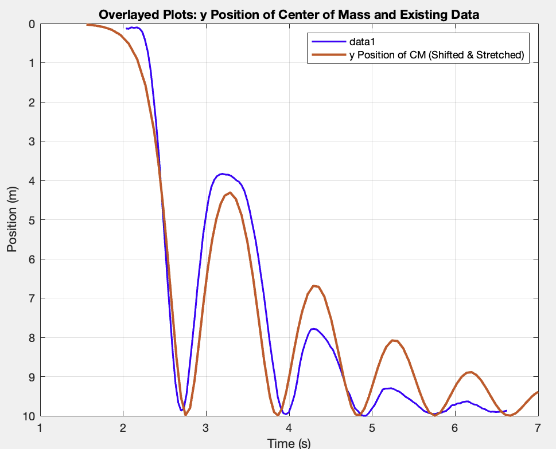 Overlayed Plots: y Position of Center of Mass and Existing Data
data1
y Position of CM (Shifted & Stretched)
Position (m)
0
1
2
3
4
5
6
7
8
9
10
1 2 3 4 5 6 7
Time (s)